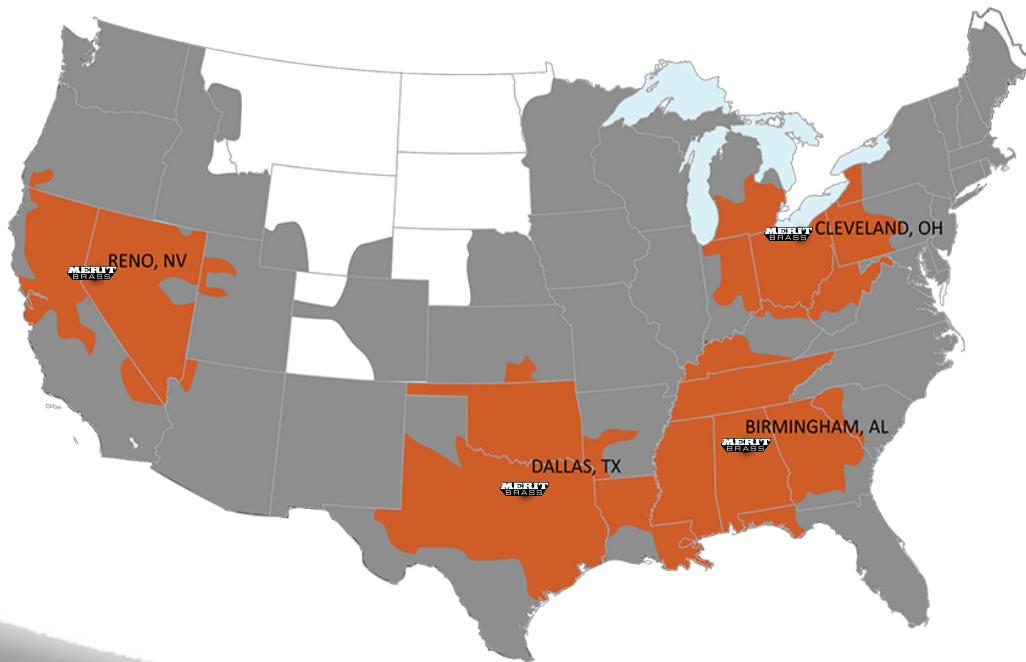 CLEVELAND, OH
MERIT
BRASS
RENO, NV
MERIT
BRASS
BIRMINGHAM, AL
MERIT
BRASS
DALLAS, TX
MERIT
BRASS